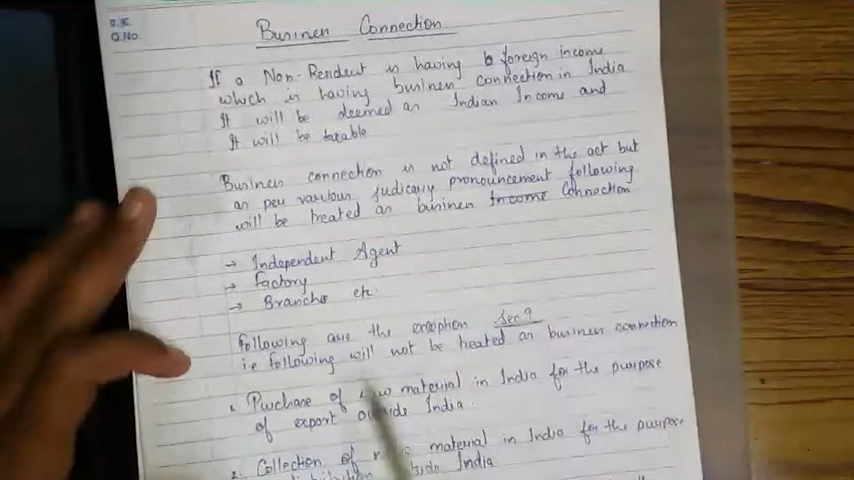 Q.No.
Business Connection
If a Non-Resident is having foreign income
which is having business connection in India
It will be deemed as Indian Income and
It will be taxable
Business connection is not defined in the act but
as per various judiciary pronouncement following
will be treated as business Income Connection
→ Independent Agent
→ Factory
→ Branches etc.
Following are the exception Sec 9
i.e following will not be treated as business connection
1. Purchase of raw material in India for the purpose
of export outside India.
2. Collection of material in India for the purpose
India